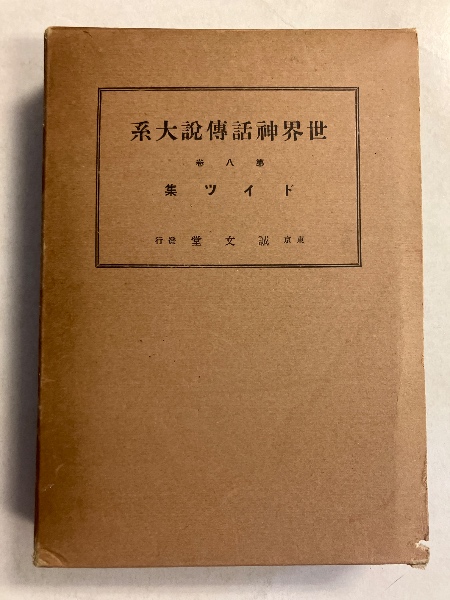 世界神話傳說大系
第八卷
ドイツ集
東京 誠文堂 發行